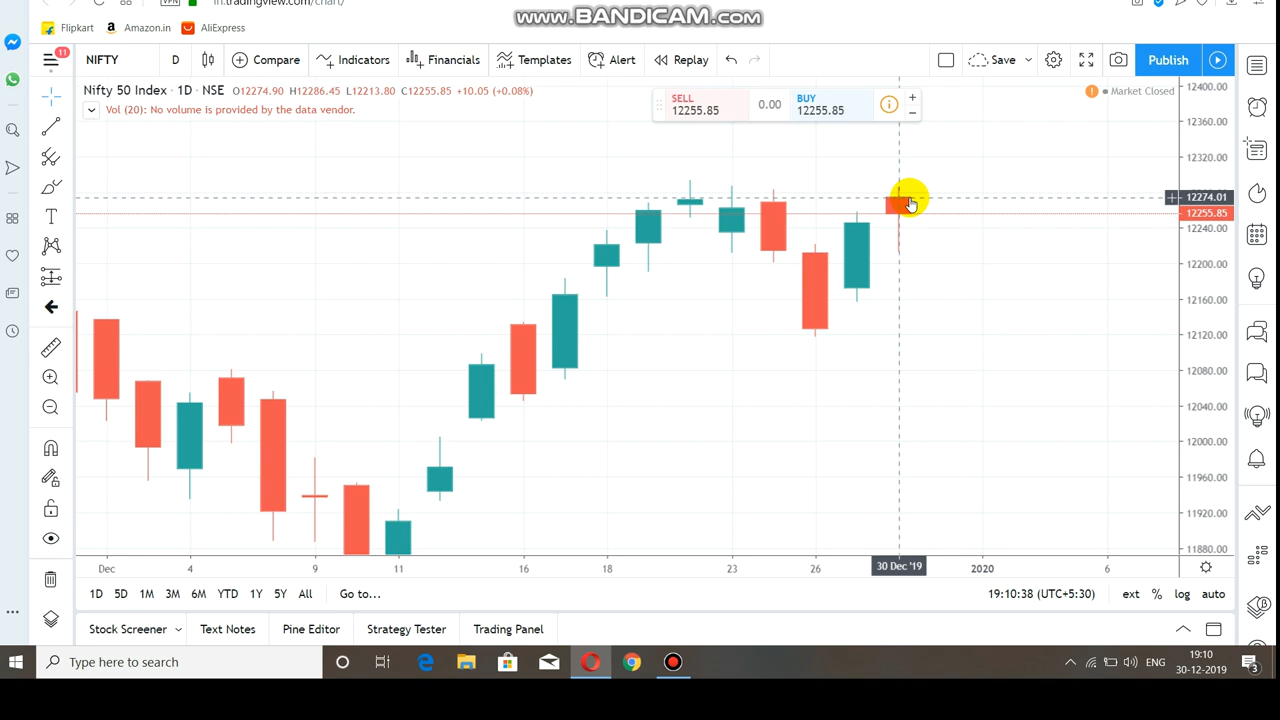 in.tradingview.com/chart/
www.BANDICAM.com
VPN
Flipkart
Amazon.in
AliExpress
11
NIFTY
D
Compare
Indicators
Financials
Templates
Alert
Replay
Save
Publish
Nifty 50 Index · 1D · NSE O12274.90 H12286.45 L12213.80 C12255.85 +10.05 (+0.08%)
Vol (20): No volume is provided by the data vendor.
SELL
12255.85
0.00
BUY
12255.85
Market Closed
12400.00
12360.00
12320.00
12274.01
12255.85
12240.00
12200.00
12160.00
12120.00
12080.00
12040.00
12000.00
11960.00
11920.00
11880.00
Dec 4 9 11 16 18 23 26 30 Dec '19 2020 6
1D 5D 1M 3M 6M YTD 1Y 5Y All Go to...
19:10:38 (UTC+5:30) ext % log auto
Stock Screener Text Notes Pine Editor Strategy Tester Trading Panel
Type here to search
ENG
19:10
30-12-2019
3